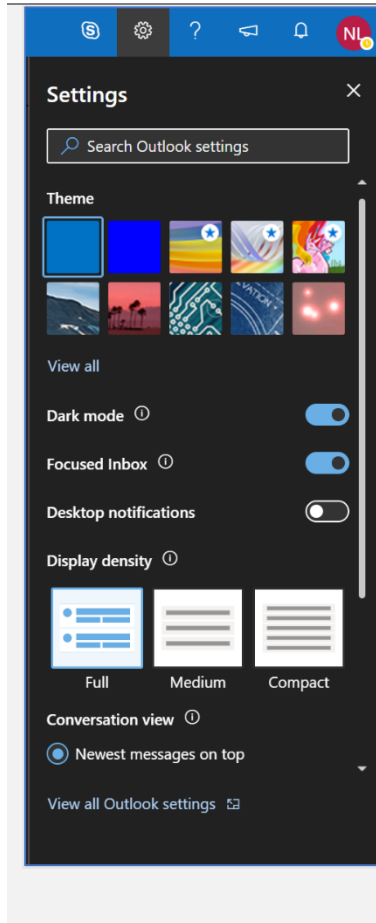 NL
Settings
Search Outlook settings
Theme
View all
Dark mode
Focused Inbox
Desktop notifications
Display density
Full Medium Compact
Conversation view
Newest messages on top
View all Outlook settings